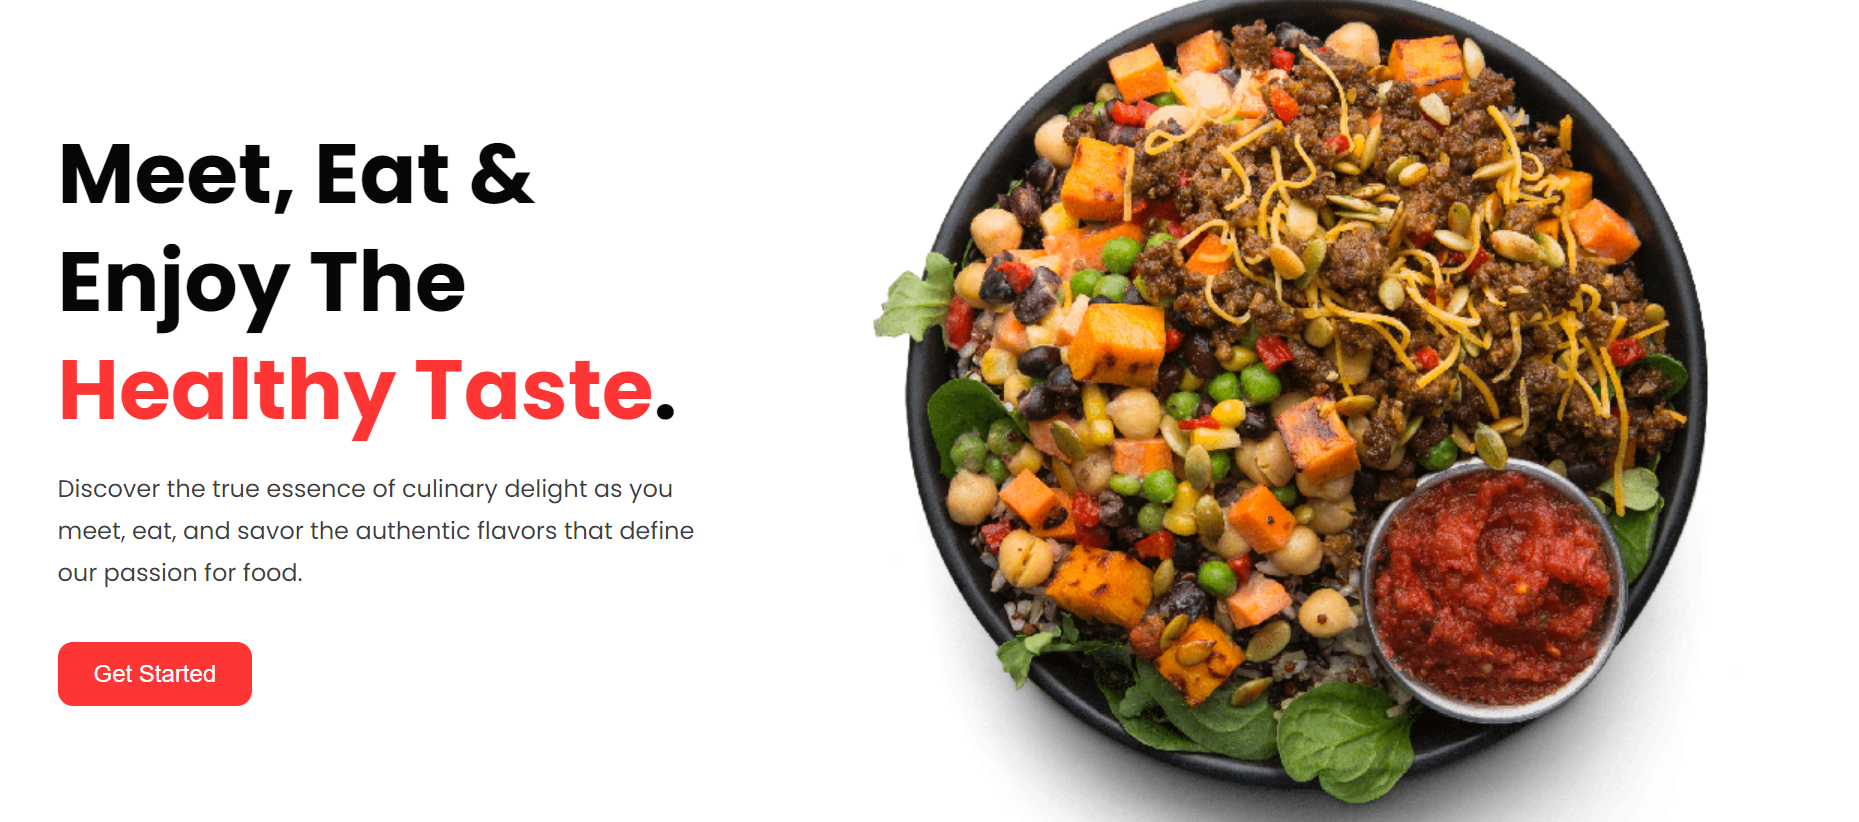 Meet, Eat &
Enjoy The
Healthy Taste.
Discover the true essence of culinary delight as you
meet, eat, and savor the authentic flavors that define
our passion for food.
Get Started